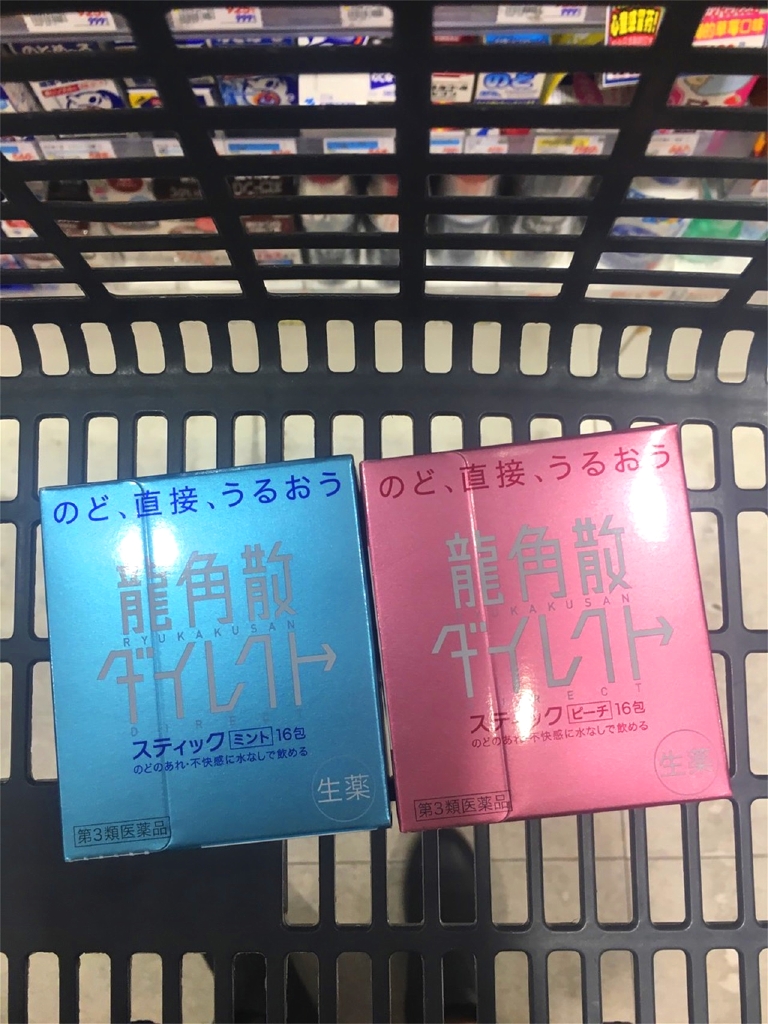 のど、直接、うるおう
龍角散
RYUKAKUSAN
ダイレクト
DIRECT
スティック ミント 16包
のどのあれ・不快感に水なしで飲める
生薬
第3類医薬品
のど、直接、うるおう
龍角散
RYUKAKUSAN
ダイレクト
DIRECT
スティック ピーチ 16包
のどのあれ・不快感に水なしで飲める
生薬
第3類医薬品